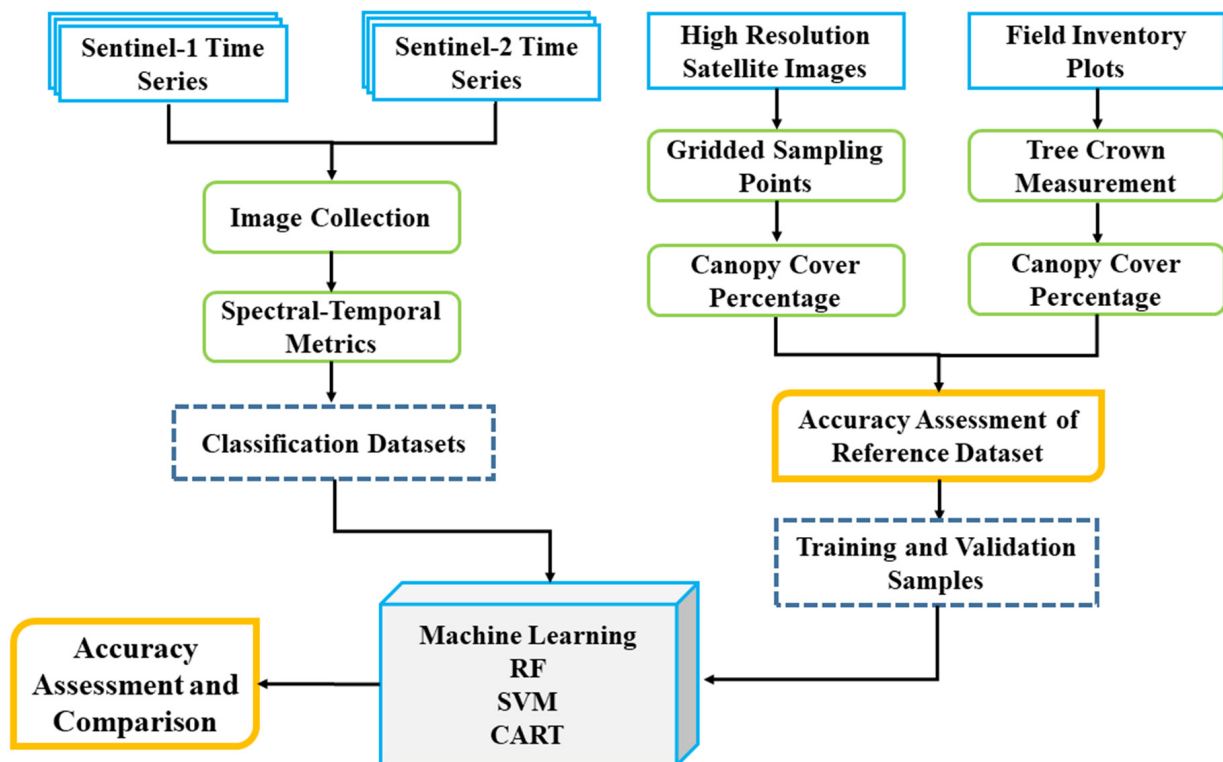 Sentinel-1 Time
Series
Sentinel-2 Time
Series
High Resolution
Satellite Images
Field Inventory
Plots
Gridded Sampling
Points
Tree Crown
Measurement
Image Collection
Canopy Cover
Percentage
Canopy Cover
Percentage
Spectral-Temporal
Metrics
Classification Datasets
Accuracy Assessment of
Reference Dataset
Training and Validation
Samples
Machine Learning
RF
SVM
CART
Accuracy
Assessment and
Comparison